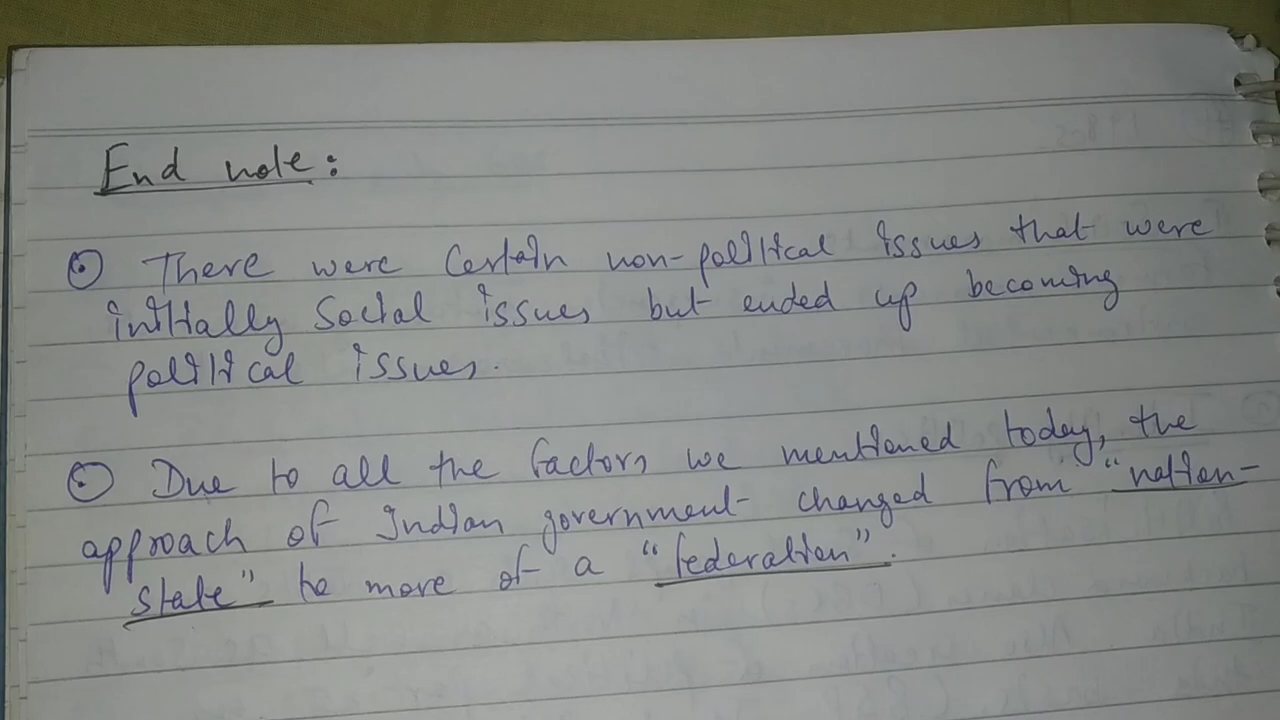 End note:
⊙ There were certain non-political issues that were
initially social issues but ended up becoming
political issues.
⊙ Due to all the factors we mentioned today, the
approach of Indian government changed from "nation-
state" to more of a "federation".